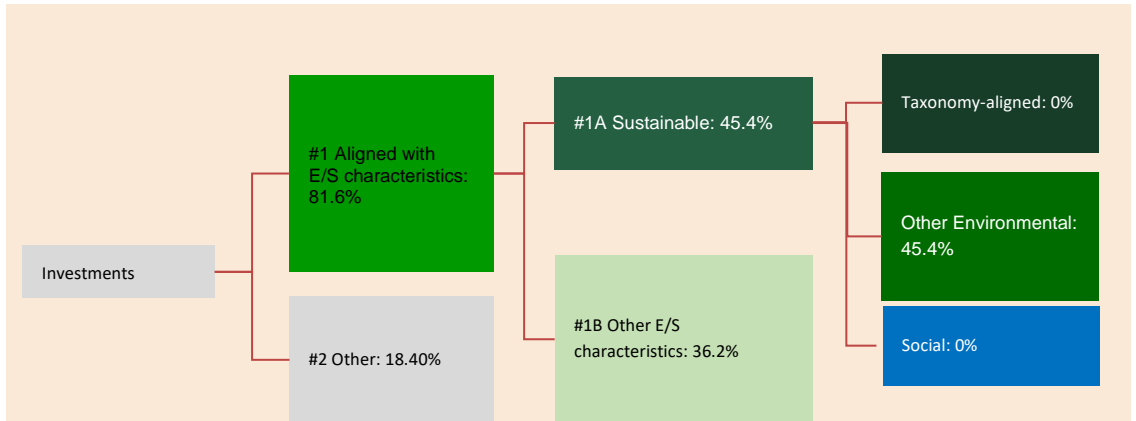 Investments
#1 Aligned with
E/S characteristics:
81.6%
#2 Other: 18.40%
#1A Sustainable: 45.4%
#1B Other E/S
characteristics: 36.2%
Taxonomy-aligned: 0%
Other Environmental:
45.4%
Social: 0%